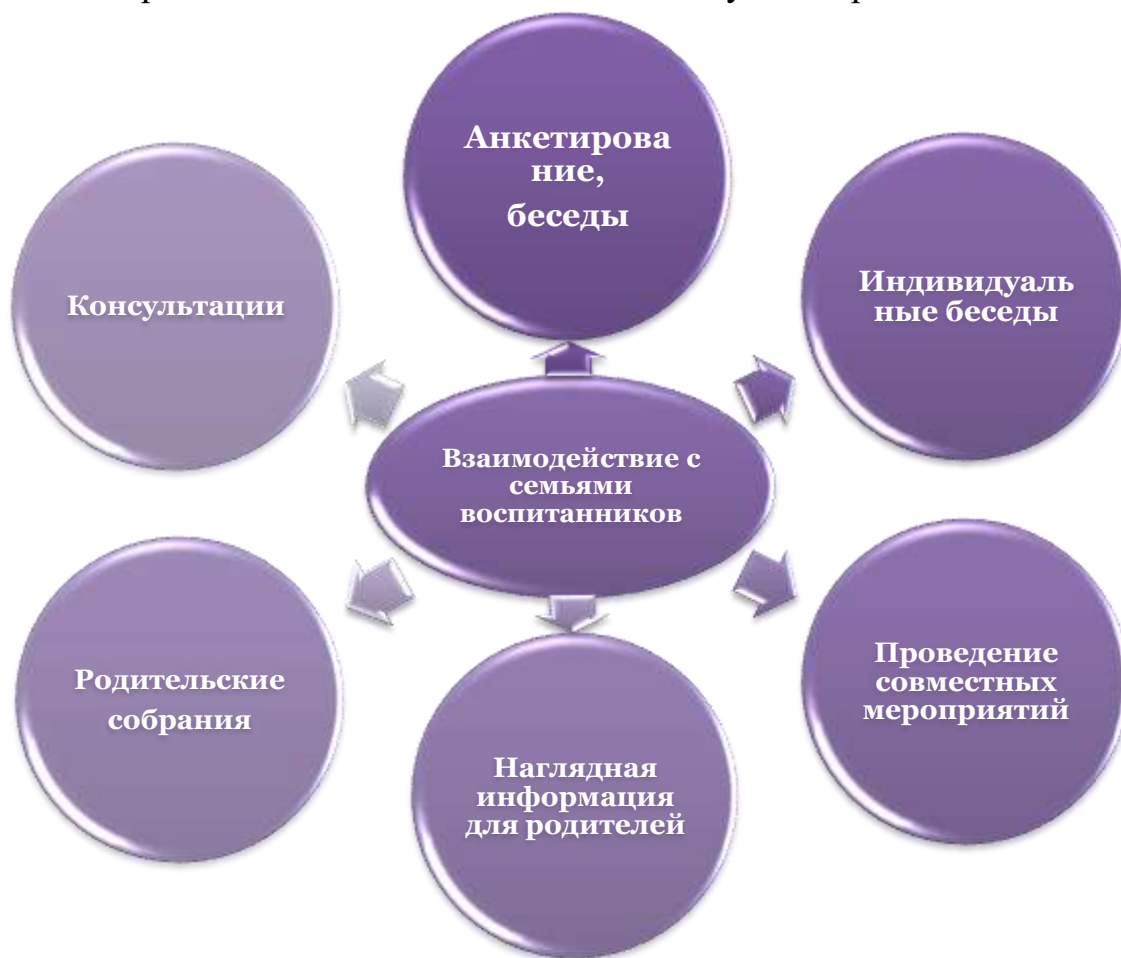 Анкетирова
ние,
беседы
Индивидуаль
ные беседы
Проведение
совместных
мероприятий
Наглядная
информация
для родителей
Родительские
собрания
Консультации
Взаимодействие с
семьями
воспитанников